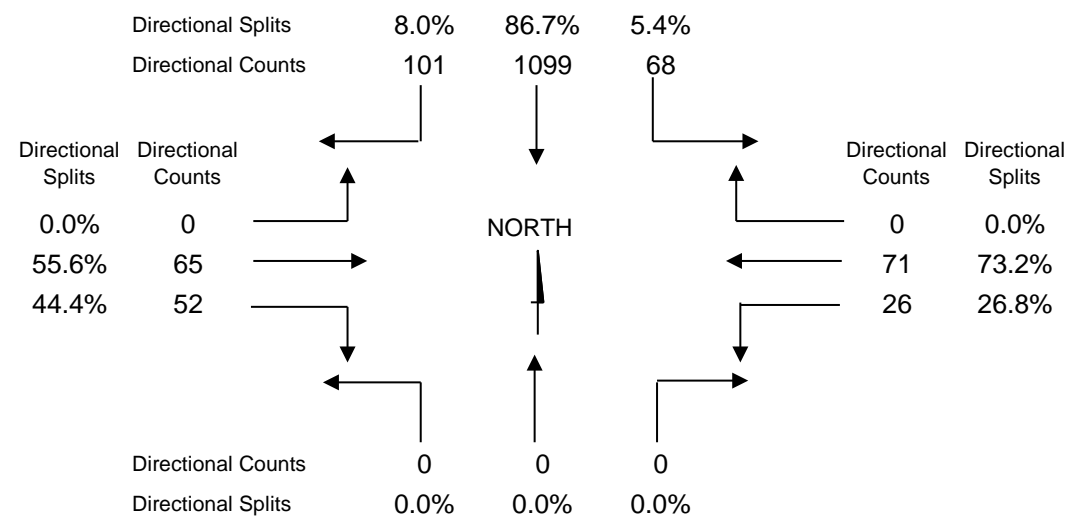 Directional Splits 8.0% 86.7% 5.4%
Directional Counts 101 1099 68
Directional Directional Directional Directional
Splits Counts Counts Splits
0.0% 0 NORTH 0 0.0%
55.6% 65 71 73.2%
44.4% 52 26 26.8%
Directional Counts 0 0 0
Directional Splits 0.0% 0.0% 0.0%